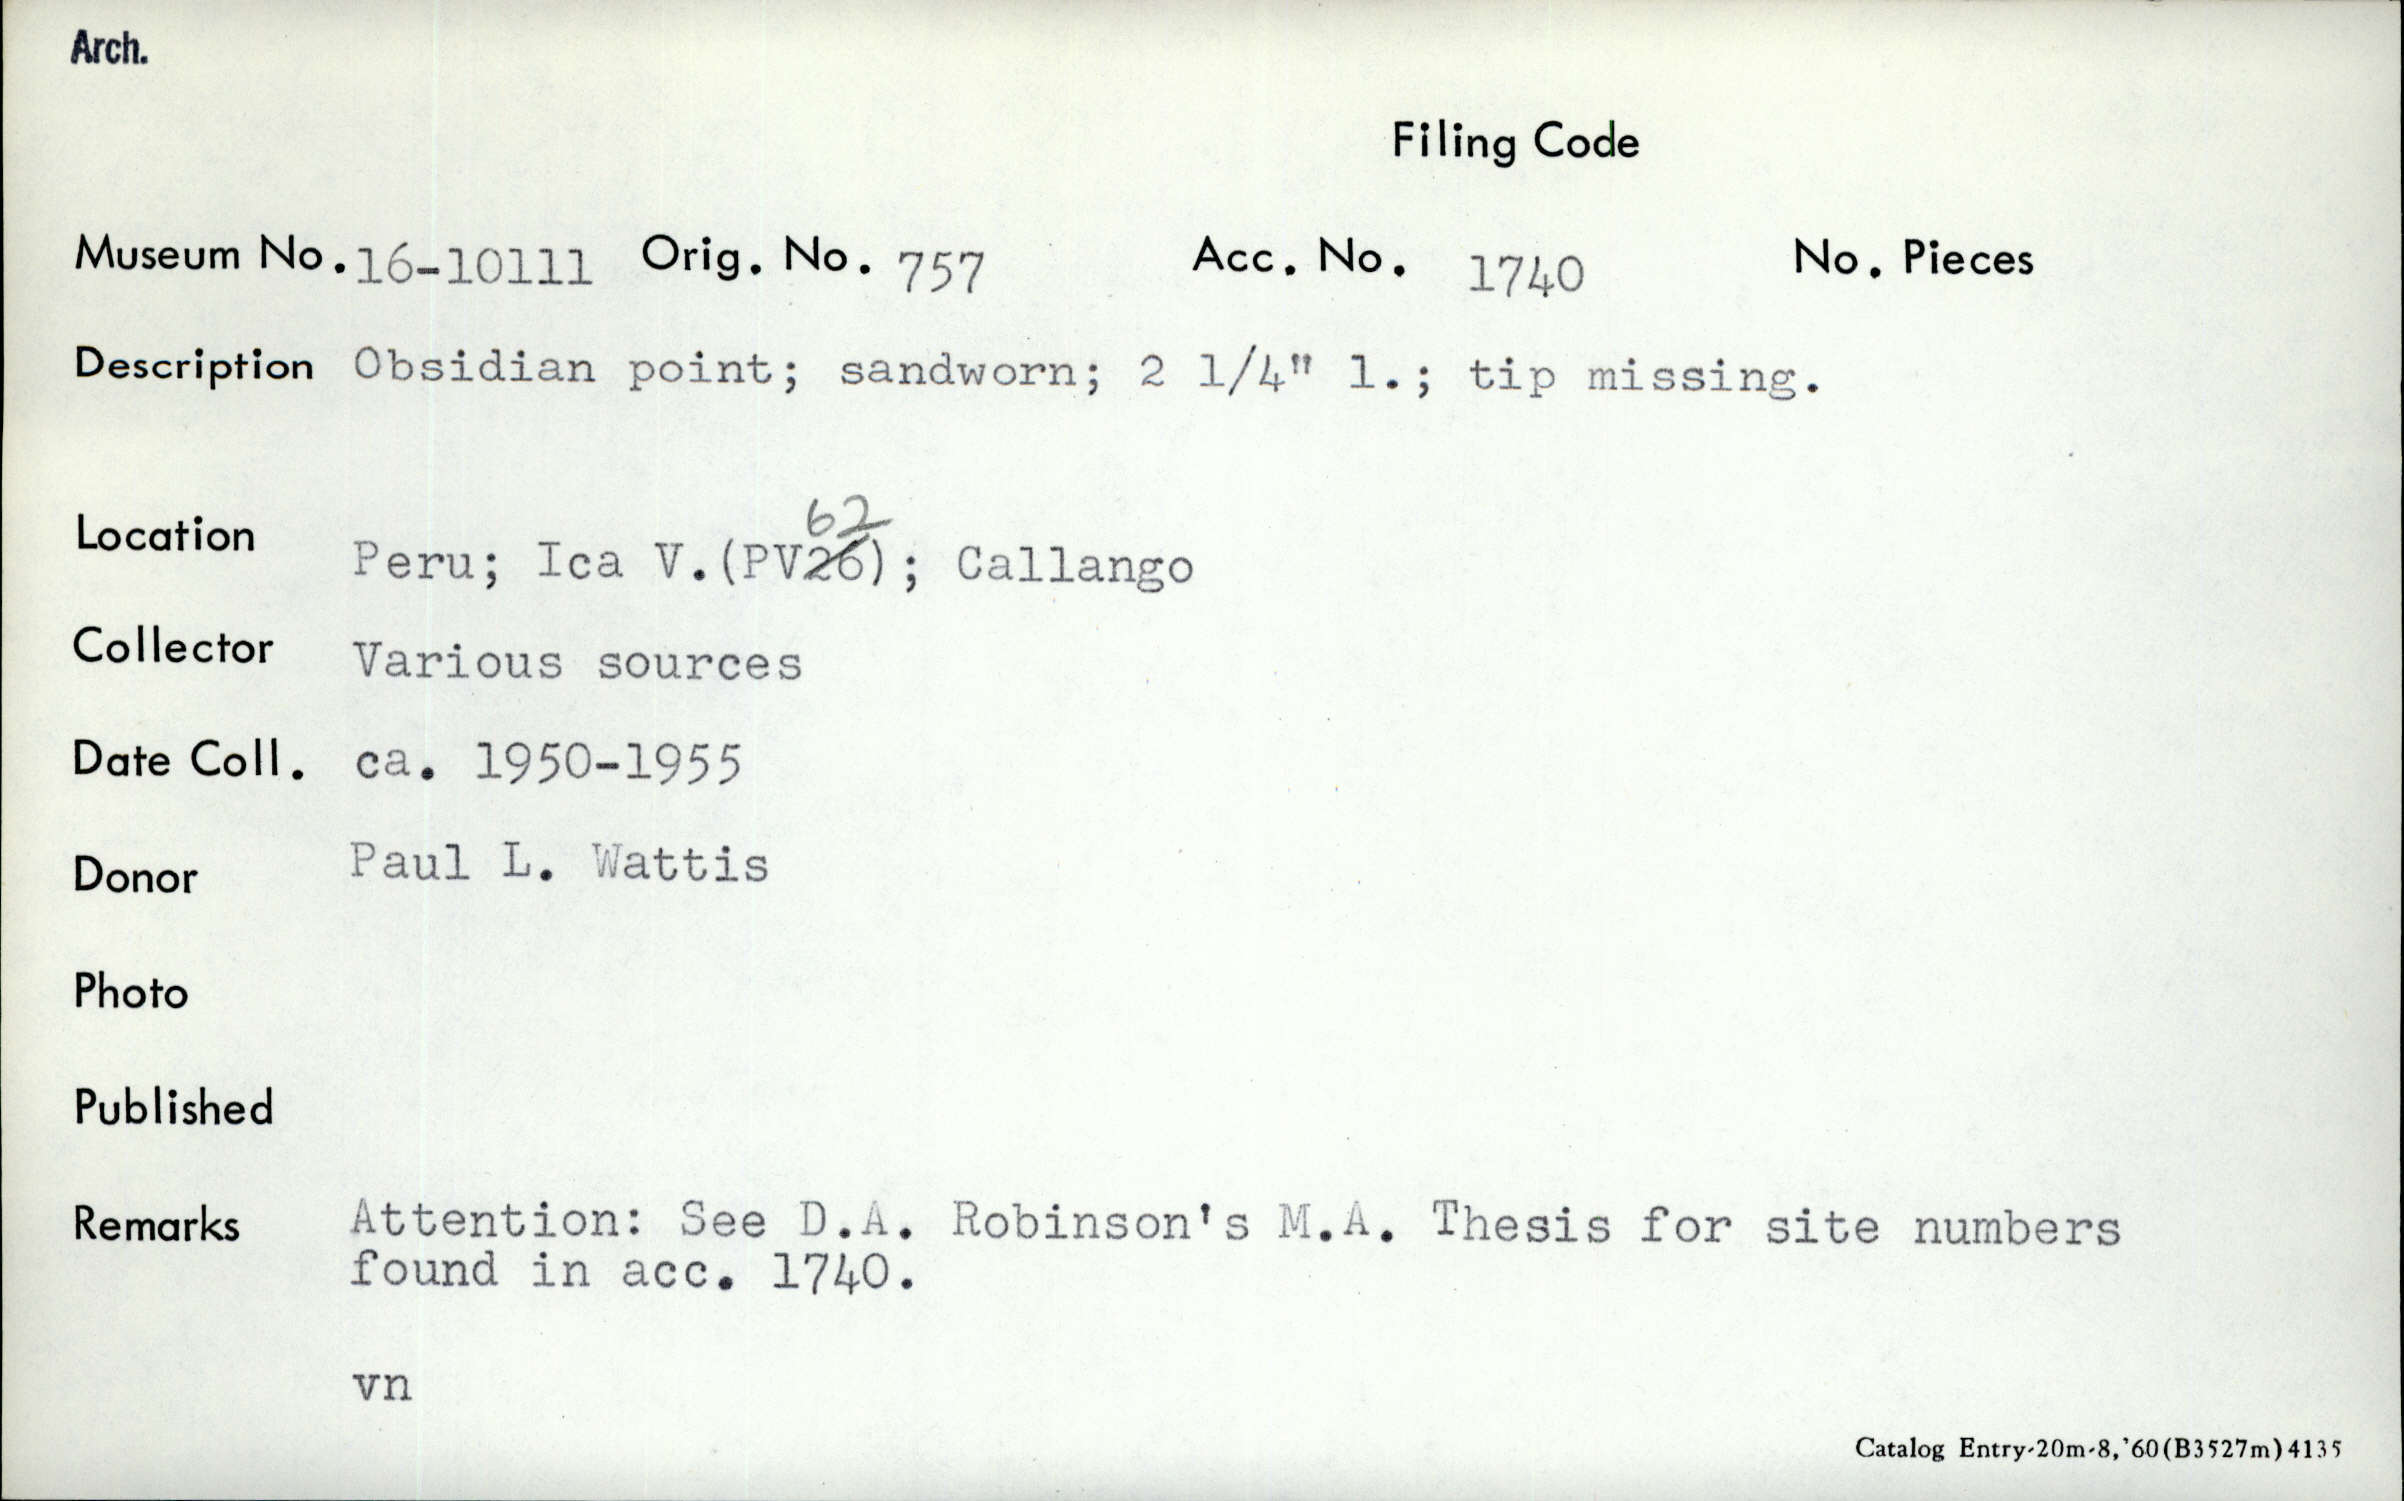 Arch.
Filing Code
Museum No. 16-10111 Orig. No. 757 Acc. No. 1740 No. Pieces
Description Obsidian point; sandworn; 2 1/4" l.; tip missing.
62
Location Peru; Ica V.(PV26); Callango
Collector Various sources
Date Coll. ca. 1950-1955
Donor Paul L. Wattis
Photo
Published
Remarks Attention: See D.A. Robinson's M.A. Thesis for site numbers
found in acc. 1740.
vn
Catalog Entry-20m-8,'60(B3527m)4135